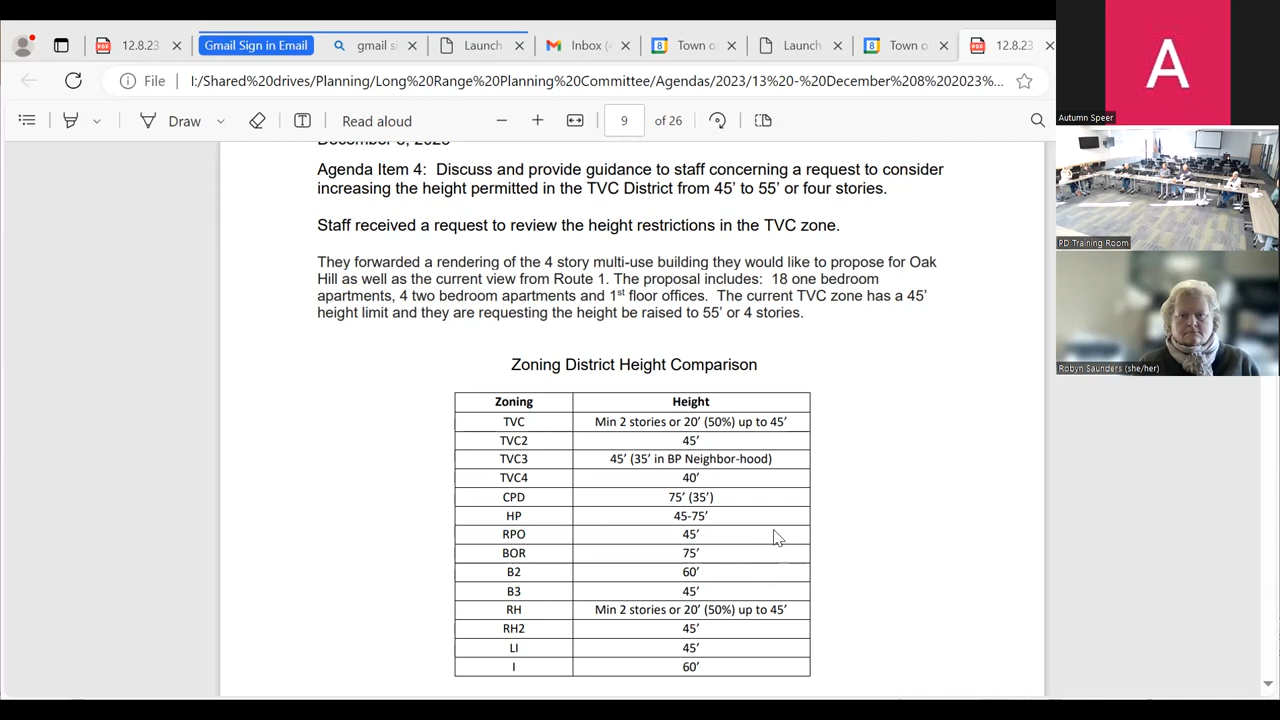 12.8.23
Gmail Sign in Email
gmail si
Launch
Inbox (
Town o
Launch
Town o
12.8.23
File
I:/Shared%20drives/Planning/Long%20Range%20Planning%20Committee/Agendas/2023/13%20-%20December%208%202023%...
Draw
Read aloud
9
of 26
Agenda Item 4: Discuss and provide guidance to staff concerning a request to consider
increasing the height permitted in the TVC District from 45’ to 55’ or four stories.
Staff received a request to review the height restrictions in the TVC zone.
They forwarded a rendering of the 4 story multi-use building they would like to propose for Oak
Hill as well as the current view from Route 1. The proposal includes: 18 one bedroom
apartments, 4 two bedroom apartments and 1st floor offices. The current TVC zone has a 45’
height limit and they are requesting the height be raised to 55’ or 4 stories.
Zoning District Height Comparison
Zoning Height
TVC Min 2 stories or 20’ (50%) up to 45’
TVC2 45’
TVC3 45’ (35’ in BP Neighbor-hood)
TVC4 40’
CPD 75’ (35’)
HP 45-75’
RPO 45’
BOR 75’
B2 60’
B3 45’
RH Min 2 stories or 20’ (50%) up to 45’
RH2 45’
LI 45’
I 60’
A
Autumn Speer
PD Training Room
Robyn Saunders (she/her)